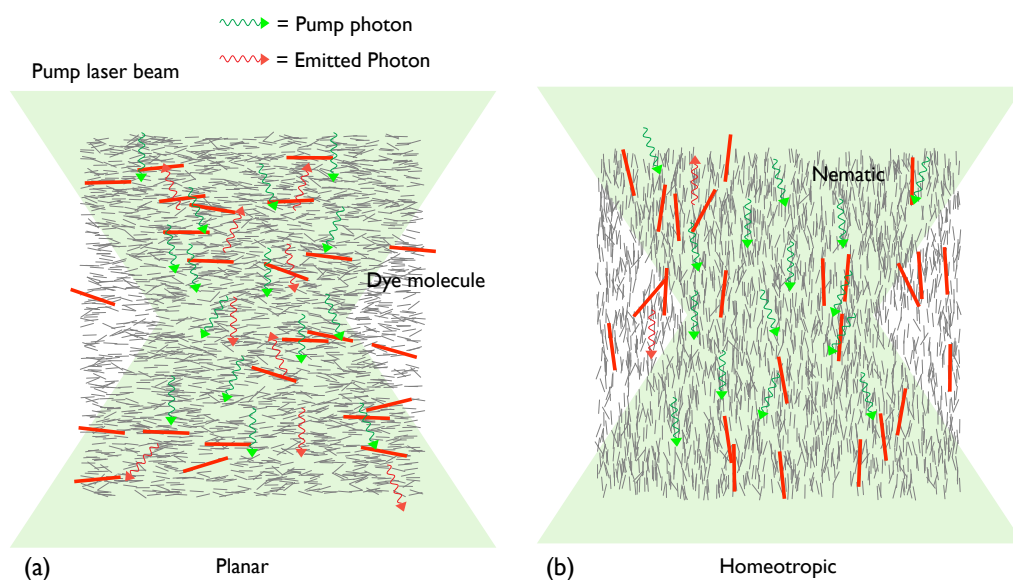 = Pump photon
= Emitted Photon
Pump laser beam
Nematic
Dye molecule
(a)
Planar
(b)
Homeotropic